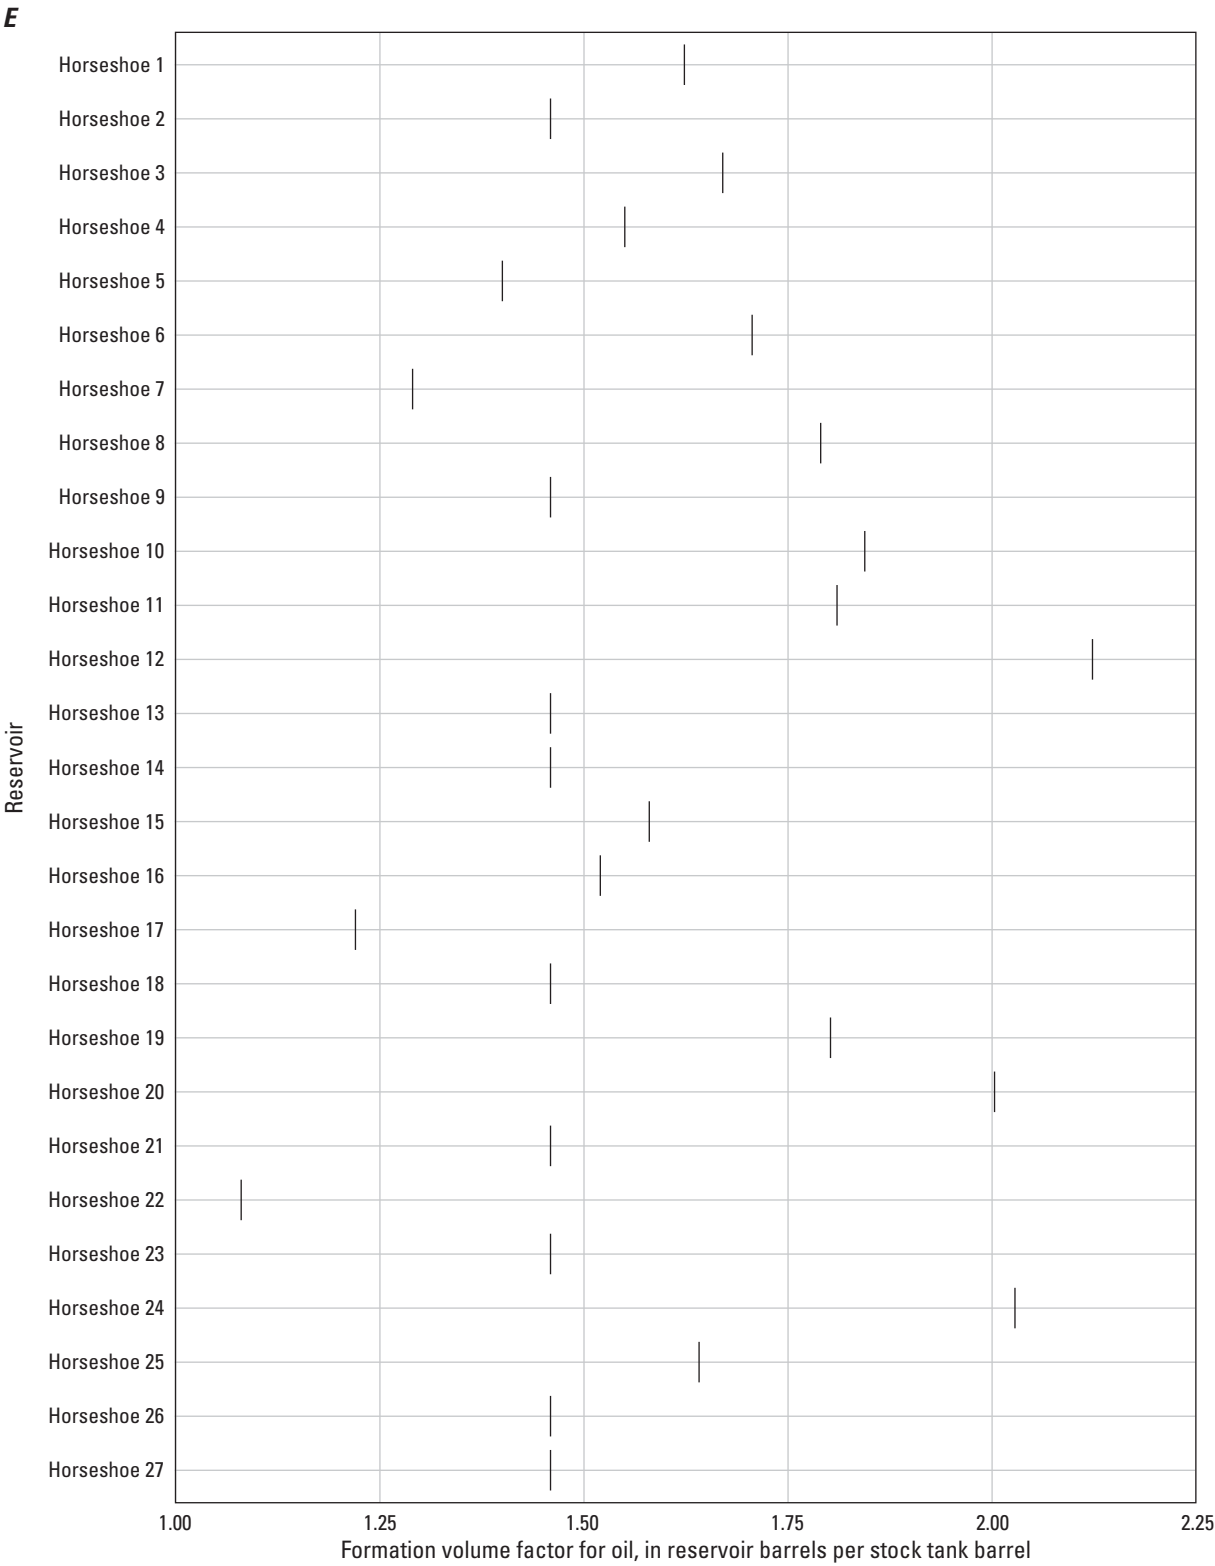 E
Horseshoe 1
Horseshoe 2
Horseshoe 3
Horseshoe 4
Horseshoe 5
Horseshoe 6
Horseshoe 7
Horseshoe 8
Horseshoe 9
Horseshoe 10
Horseshoe 11
Horseshoe 12
Horseshoe 13
Horseshoe 14
Horseshoe 15
Horseshoe 16
Horseshoe 17
Horseshoe 18
Horseshoe 19
Horseshoe 20
Horseshoe 21
Horseshoe 22
Horseshoe 23
Horseshoe 24
Horseshoe 25
Horseshoe 26
Horseshoe 27
Reservoir
1.00 1.25 1.50 1.75 2.00 2.25
Formation volume factor for oil, in reservoir barrels per stock tank barrel